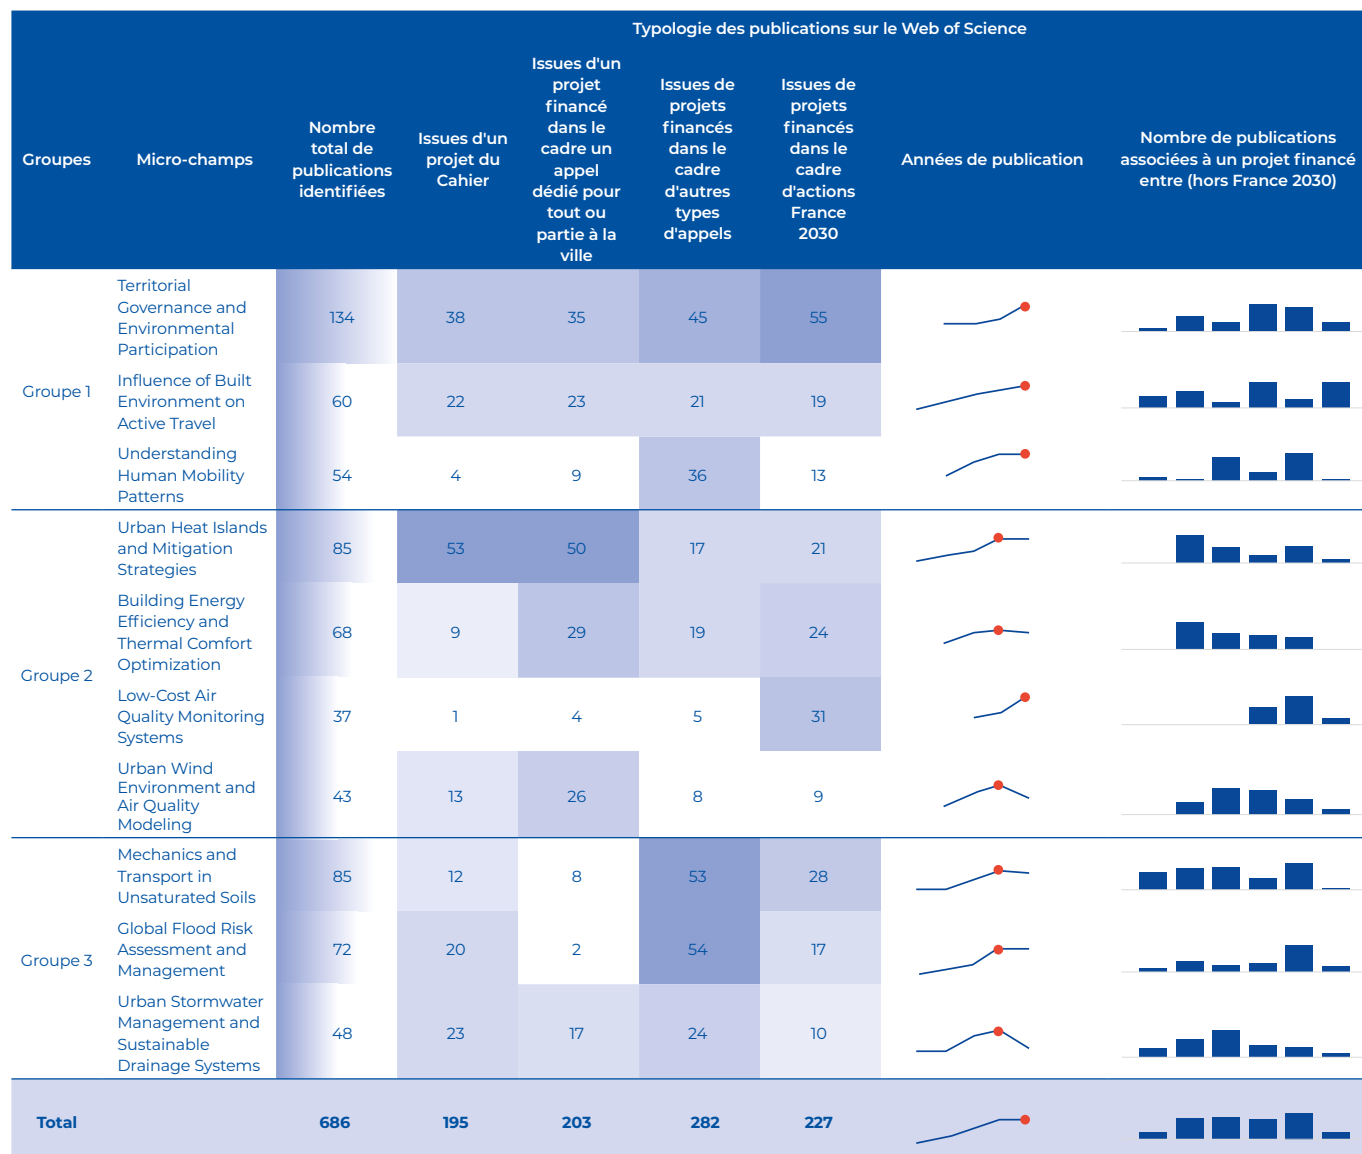 Typologie des publications sur le Web of Science
Groupes
Micro-champs
Nombre
total de
publications
identifiées
Issues d'un
projet du
Cahier
Issues d'un
projet
financé
dans le
cadre un
appel
dédié pour
tout ou
partie à la
ville
Issues de
projets
financés
dans le
cadre
d'autres
types
d'appels
Issues de
projets
financés
dans le
cadre
d'actions
France
2030
Années de publication
Nombre de publications
associées à un projet financé
entre (hors France 2030)
Groupe 1
Territorial
Governance and
Environmental
Participation
134 38 35 45 55
Influence of Built
Environment on
Active Travel
60 22 23 21 19
Understanding
Human Mobility
Patterns
54 4 9 36 13
Groupe 2
Urban Heat Islands
and Mitigation
Strategies
85 53 50 17 21
Building Energy
Efficiency and
Thermal Comfort
Optimization
68 9 29 19 24
Low-Cost Air
Quality Monitoring
Systems
37 1 4 5 31
Urban Wind
Environment and
Air Quality
Modeling
43 13 26 8 9
Groupe 3
Mechanics and
Transport in
Unsaturated Soils
85 12 8 53 28
Global Flood Risk
Assessment and
Management
72 20 2 54 17
Urban Stormwater
Management and
Sustainable
Drainage Systems
48 23 17 24 10
Total 686 195 203 282 227